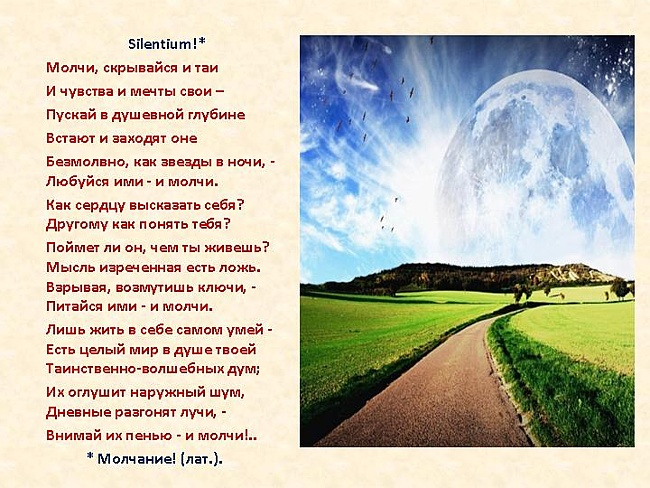 Silentium!*
Молчи, скрывайся и таи
И чувства и мечты свои –
Пускай в душевной глубине
Встают и заходят оне
Безмолвно, как звезды в ночи, -
Любуйся ими - и молчи.
Как сердцу высказать себя?
Другому как понять тебя?
Поймет ли он, чем ты живешь?
Мысль изреченная есть ложь.
Взрывая, возмутишь ключи, -
Питайся ими - и молчи.
Лишь жить в себе самом умей -
Есть целый мир в душе твоей
Таинственно-волшебных дум;
Их оглушит наружный шум,
Дневные разгонят лучи, -
Внимай их пенью - и молчи!..
* Молчание! (лат.).